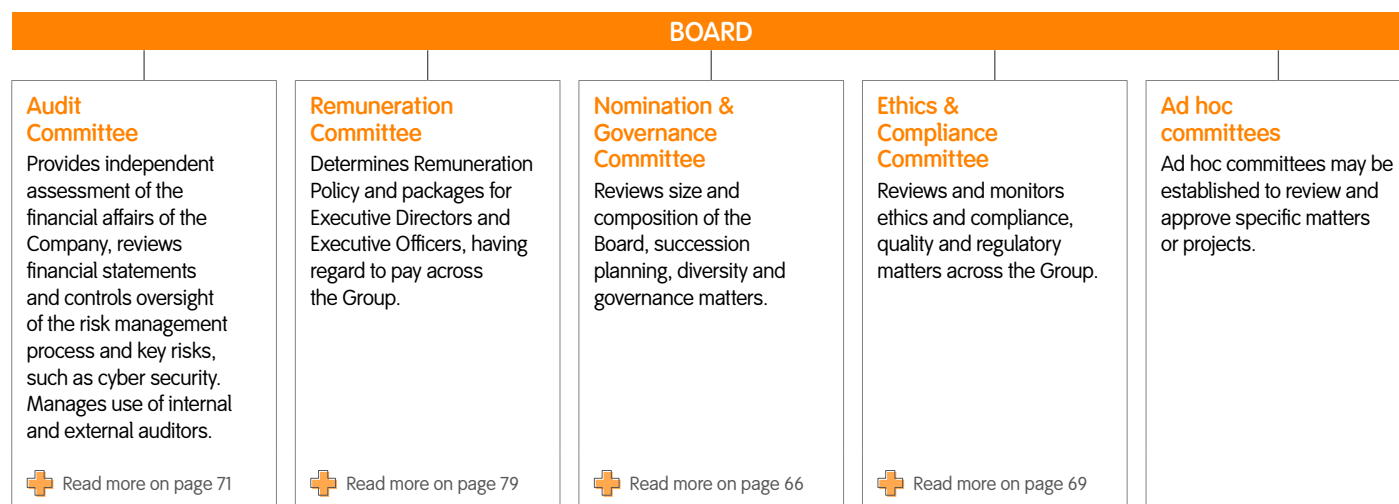 BOARD
Audit
Committee
Provides independent
assessment of the
financial affairs of the
Company, reviews
financial statements
and controls oversight
of the risk management
process and key risks,
such as cyber security.
Manages use of internal
and external auditors.
Read more on page 71
Remuneration
Committee
Determines Remuneration
Policy and packages for
Executive Directors and
Executive Officers, having
regard to pay across
the Group.
Read more on page 79
Nomination &
Governance
Committee
Reviews size and
composition of the
Board, succession
planning, diversity and
governance matters.
Read more on page 66
Ethics &
Compliance
Committee
Reviews and monitors
ethics and compliance,
quality and regulatory
matters across the Group.
Read more on page 69
Ad hoc
committees
Ad hoc committees may be
established to review and
approve specific matters
or projects.